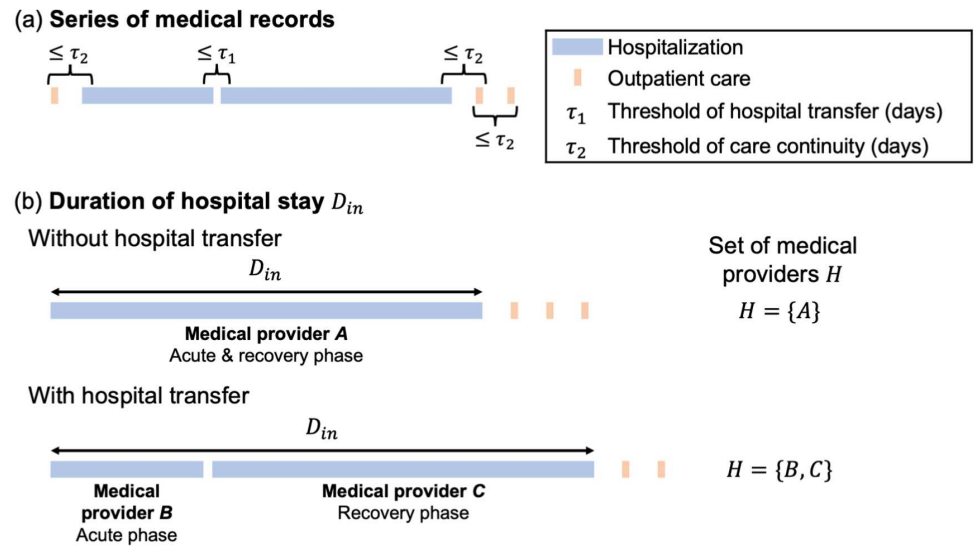 (a) Series of medical records
≤ τ₂
≤ τ₁
≤ τ₂
≤ τ₂
Hospitalization
Outpatient care
τ₁ Threshold of hospital transfer (days)
τ₂ Threshold of care continuity (days)
(b) Duration of hospital stay Dᵢₙ
Without hospital transfer
Dᵢₙ
Medical provider A
Acute & recovery phase
Set of medical
providers H
H = {A}
With hospital transfer
Dᵢₙ
Medical
provider B
Acute phase
Medical provider C
Recovery phase
H = {B, C}